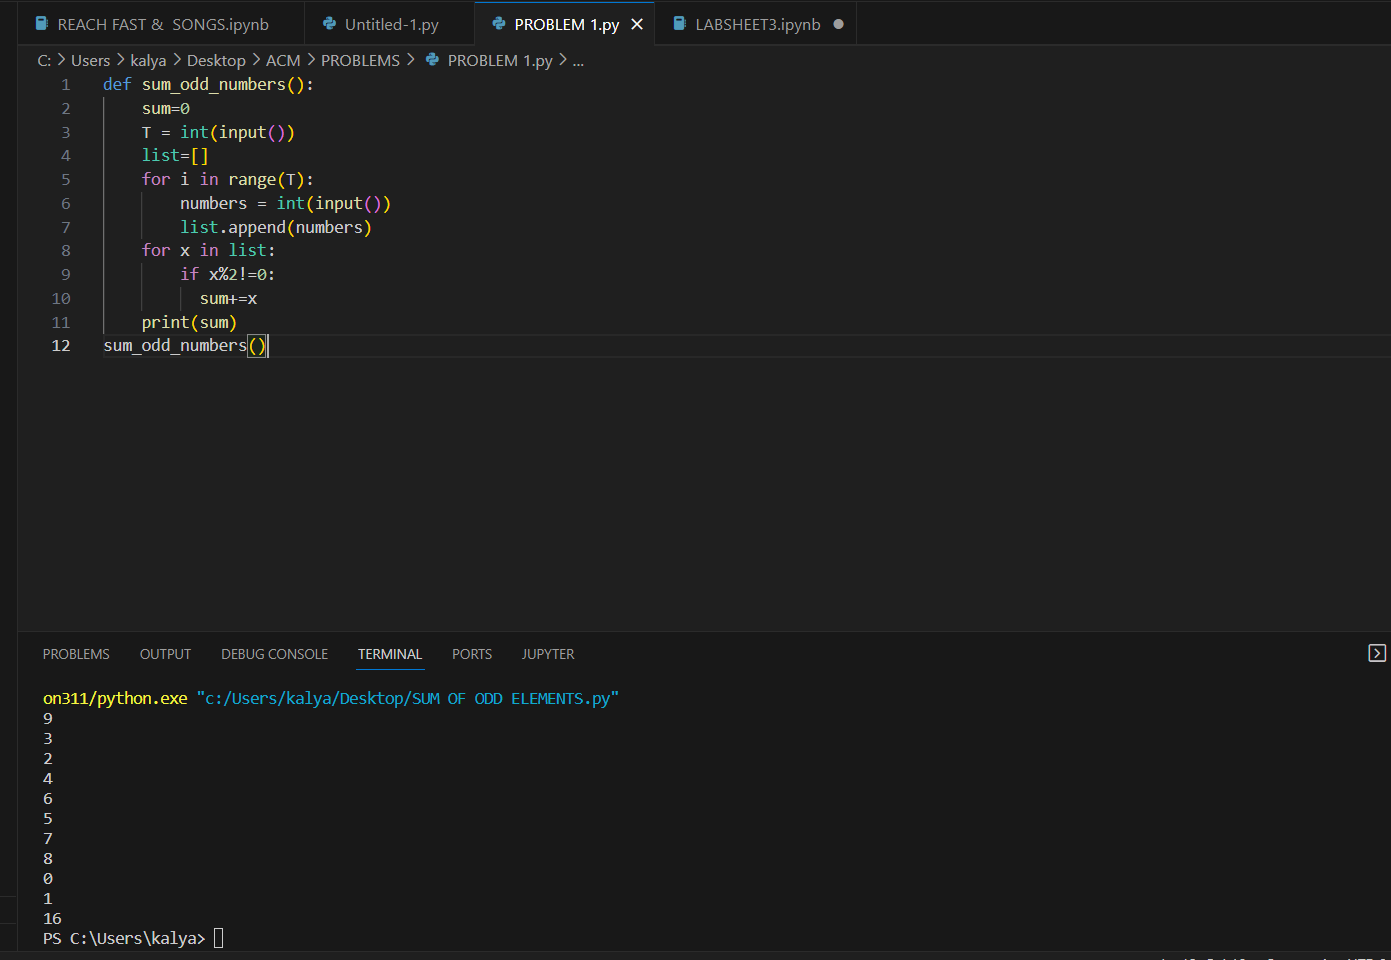 REACH FAST & SONGS.ipynb Untitled-1.py PROBLEM 1.py LABSHEET3.ipynb
C: > Users > kalya > Desktop > ACM > PROBLEMS > PROBLEM 1.py > ...
1 def sum_odd_numbers():
2     sum=0
3     T = int(input())
4     list=[]
5     for i in range(T):
6         numbers = int(input())
7         list.append(numbers)
8     for x in list:
9         if x%2!=0:
10           sum+=x
11     print(sum)
12 sum_odd_numbers()
PROBLEMS OUTPUT DEBUG CONSOLE TERMINAL PORTS JUPYTER
on311/python.exe "c:/Users/kalya/Desktop/SUM OF ODD ELEMENTS.py"
9
3
2
4
6
5
7
8
0
1
16
PS C:\Users\kalya>